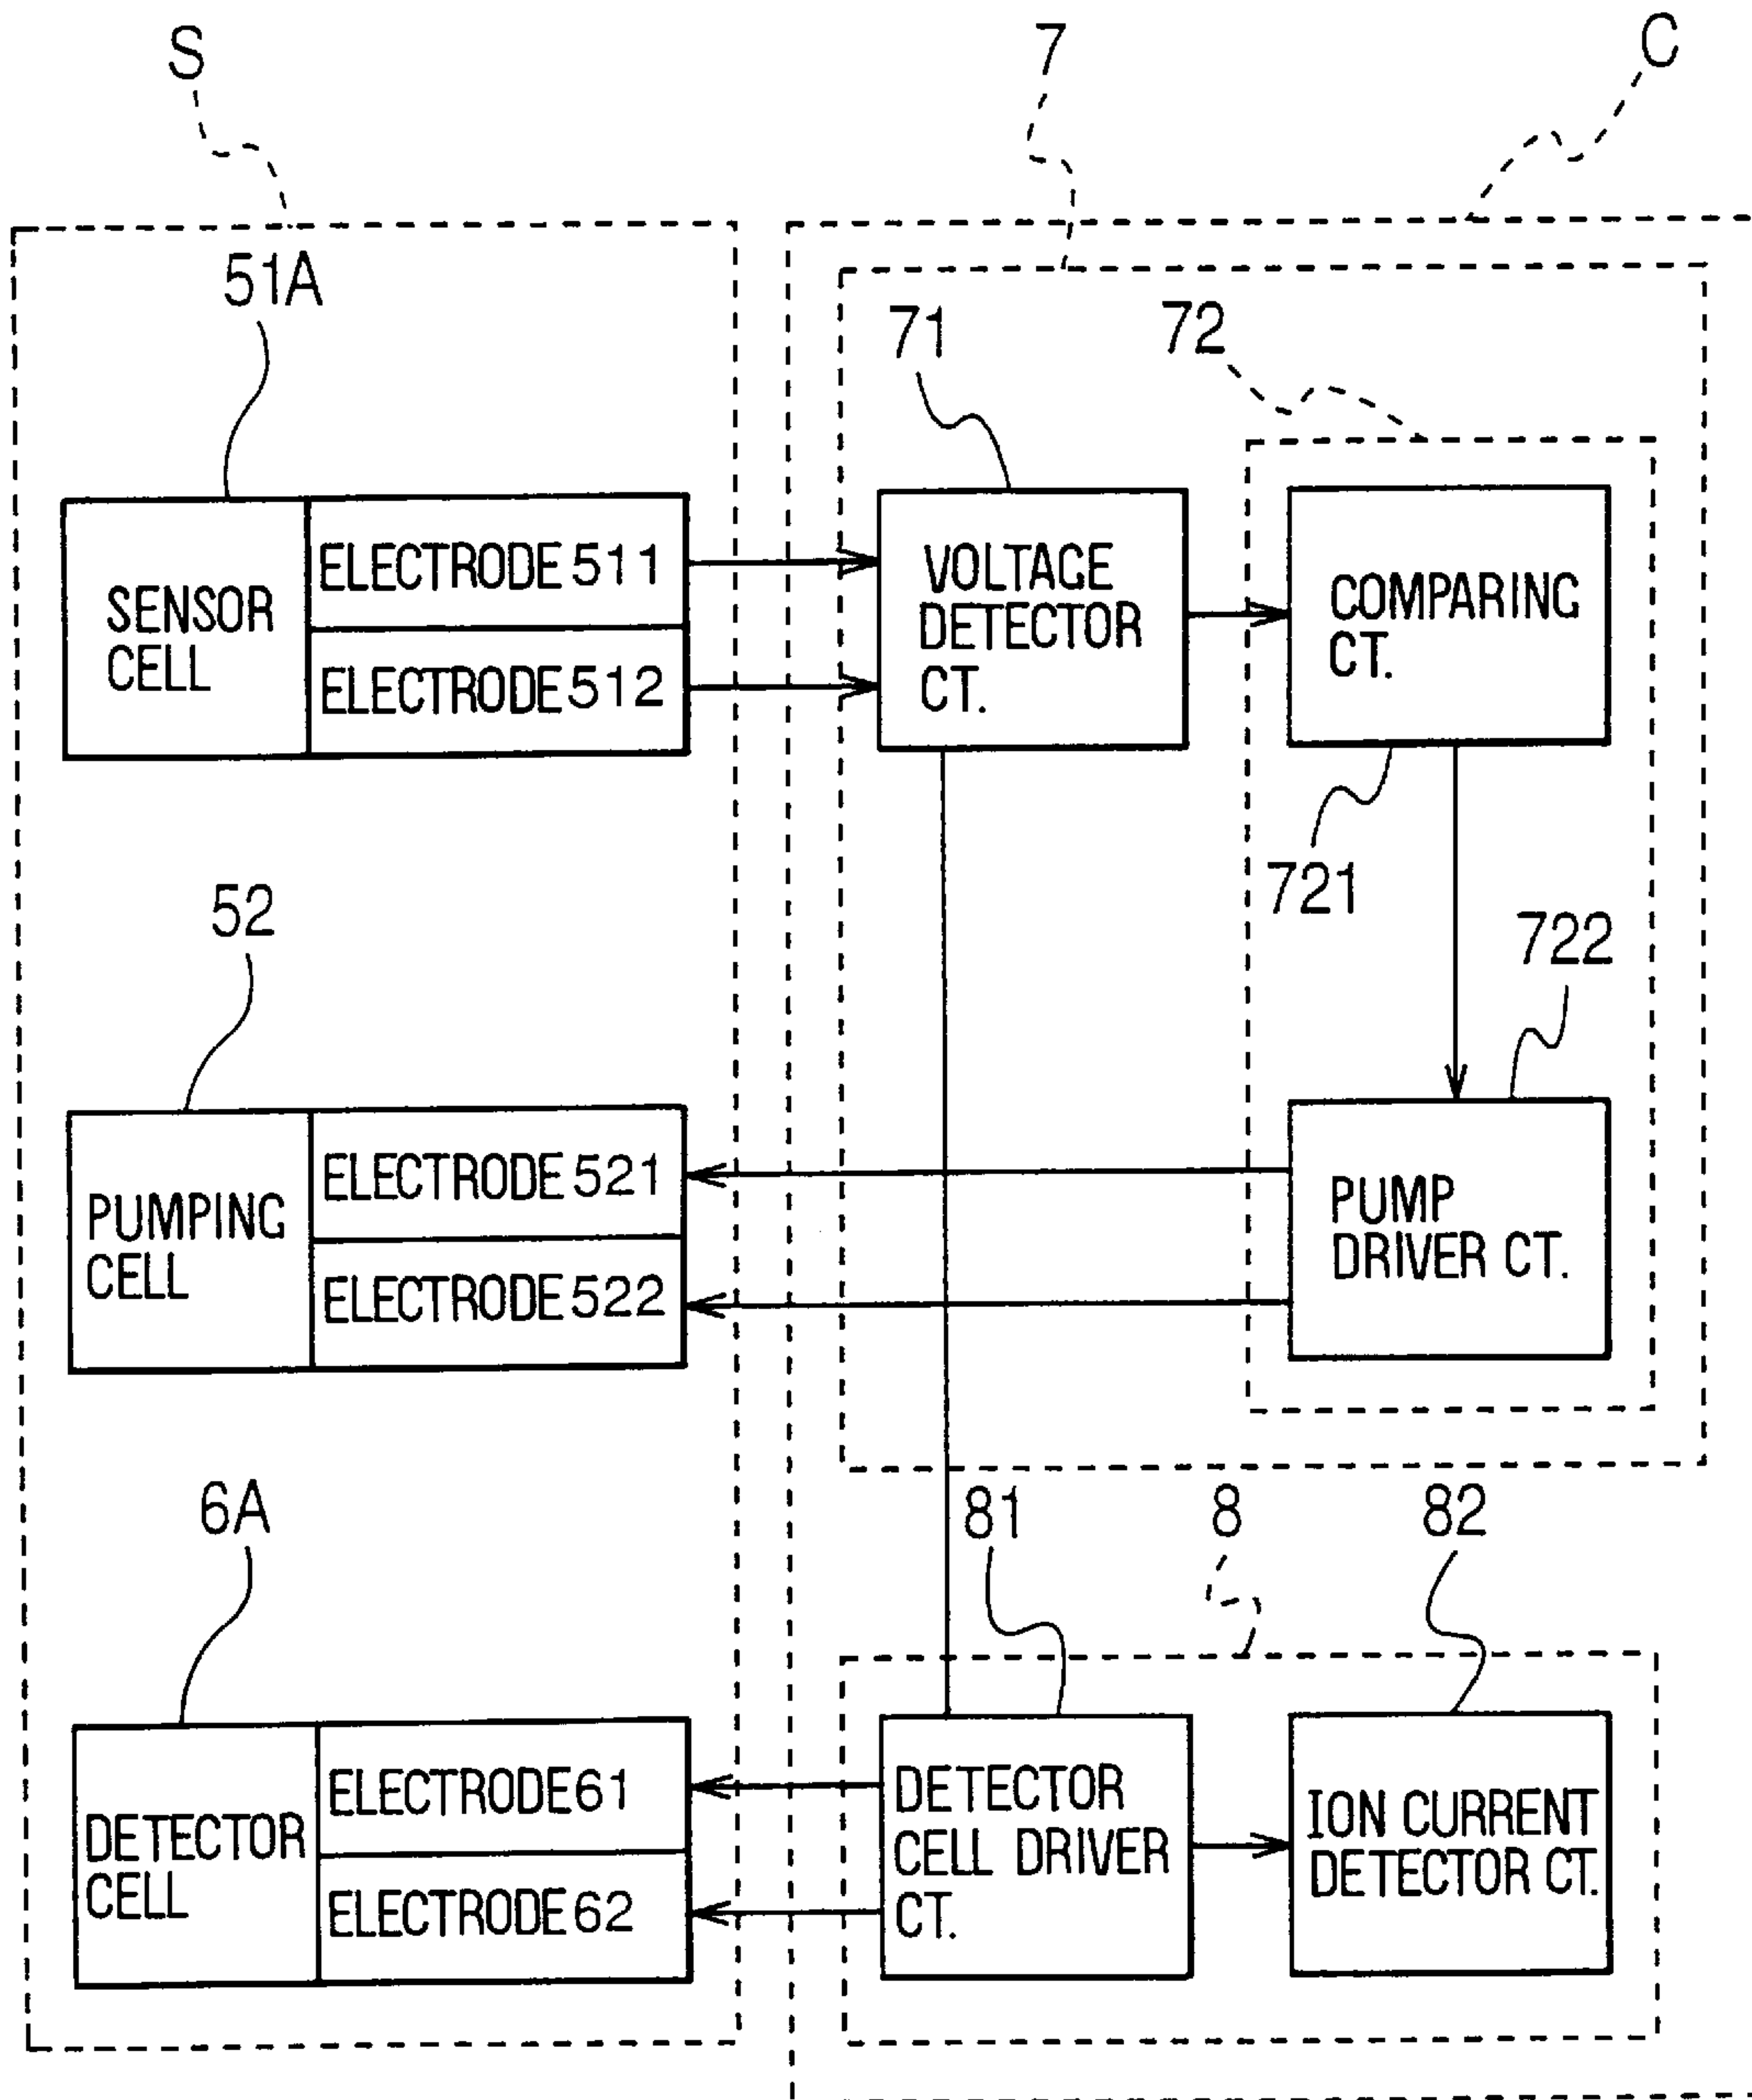 S
7
C
51A
71
72
SENSOR
CELL
ELECTRODE 511
ELECTRODE 512
VOLTAGE
DETECTOR
CT.
COMPARING
CT.
721
52
722
PUMPING
CELL
ELECTRODE 521
ELECTRODE 522
PUMP
DRIVER CT.
6A
81
8
82
DETECTOR
CELL
ELECTRODE 61
ELECTRODE 62
DETECTOR
CELL DRIVER
CT.
ION CURRENT
DETECTOR CT.